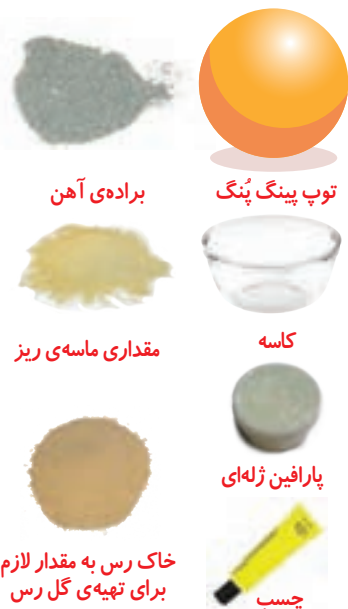 توپ پینگ پُنگ
براده‌ی آهن
کاسه
مقداری ماسه‌ی ریز
پارافین ژله‌ای
خاک رس به مقدار لازم
برای تهیه‌ی گل رس
چسب